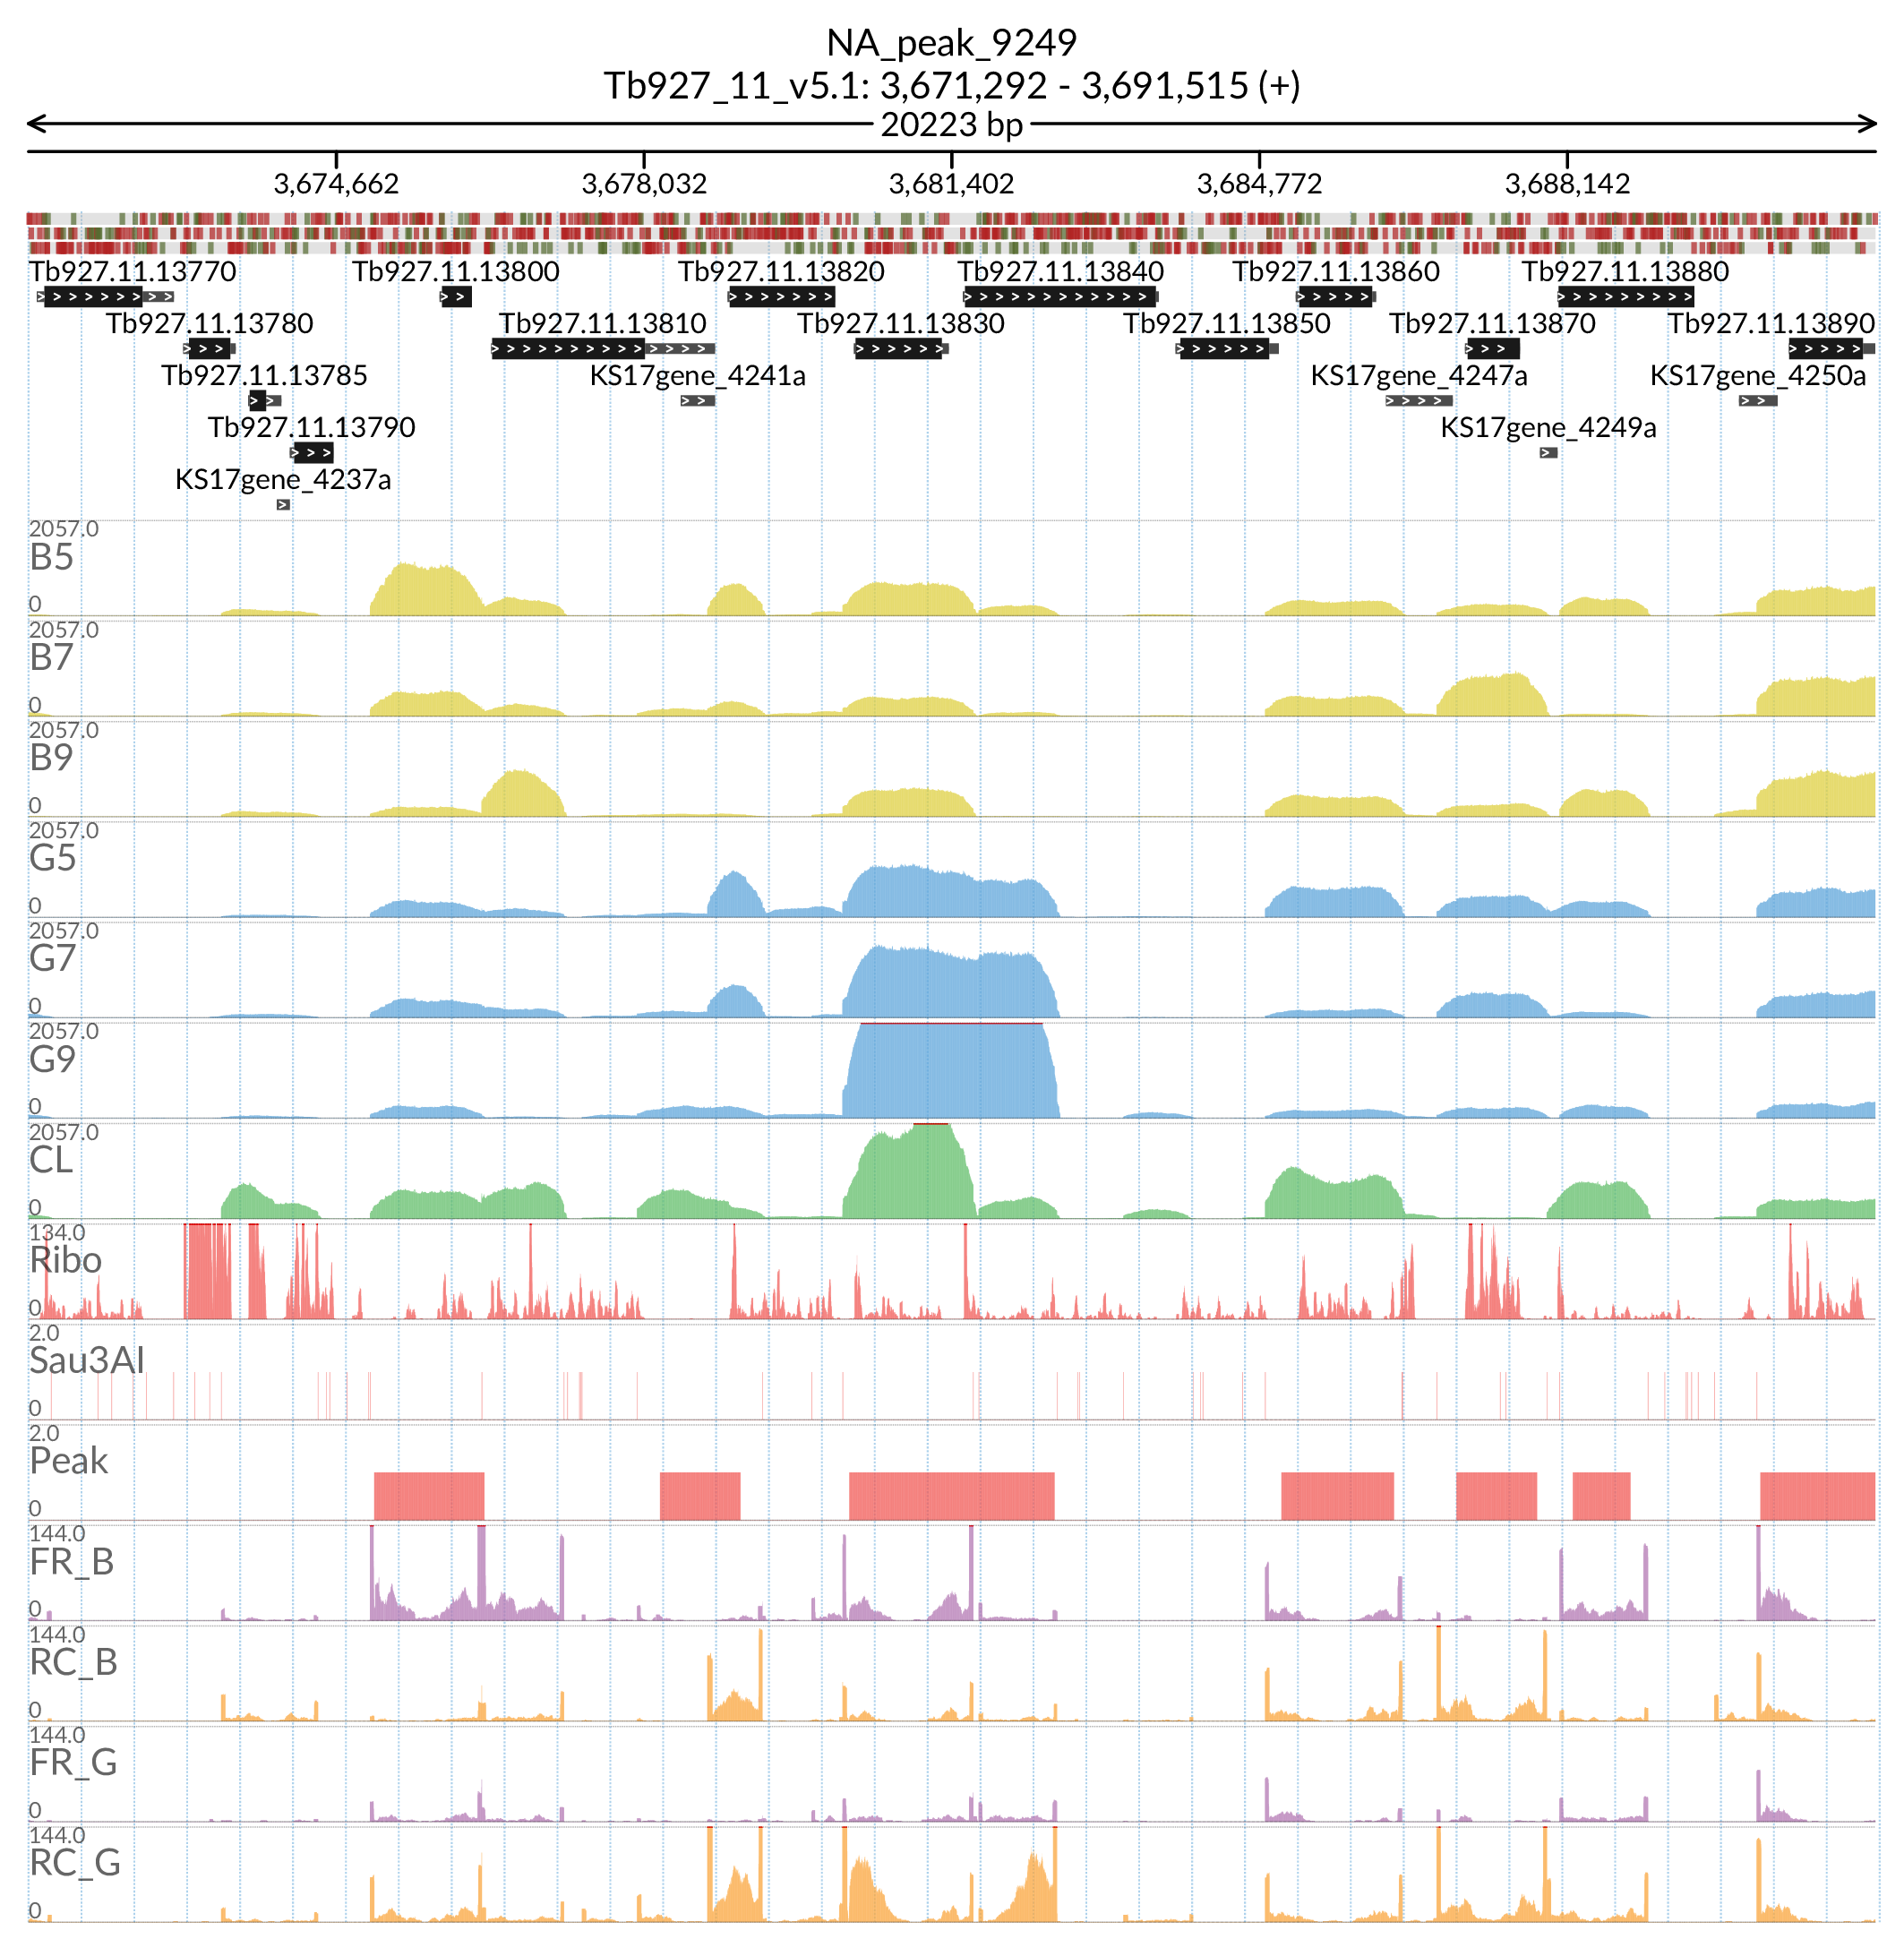 NA_peak_9249
Tb927_11_v5.1: 3,671,292 - 3,691,515 (+)
20223 bp
3,674,662 3,678,032 3,681,402 3,684,772 3,688,142
Tb927.11.13770 Tb927.11.13800 Tb927.11.13820 Tb927.11.13840 Tb927.11.13860 Tb927.11.13880
Tb927.11.13780 Tb927.11.13810 Tb927.11.13830 Tb927.11.13850 Tb927.11.13870 Tb927.11.13890
Tb927.11.13785 KS17gene_4241a KS17gene_4247a KS17gene_4250a
Tb927.11.13790 KS17gene_4249a
KS17gene_4237a
2057.0
B5
0
2057.0
B7
0
2057.0
B9
0
2057.0
G5
0
2057.0
G7
0
2057.0
G9
0
2057.0
CL
0
134.0
Ribo
0
2.0
Sau3AI
0
2.0
Peak
0
144.0
FR_B
0
144.0
RC_B
0
144.0
FR_G
0
144.0
RC_G
0